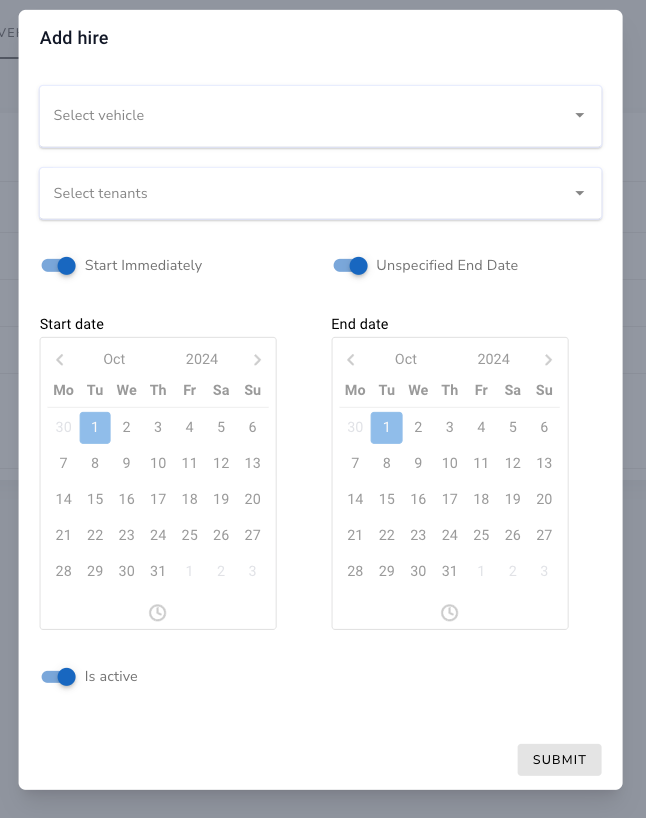 VEH
Add hire
Select vehicle
Select tenants
Start Immediately Unspecified End Date
Start date End date
Oct 2024 Oct 2024
Mo Tu We Th Fr Sa Su Mo Tu We Th Fr Sa Su
30 1 2 3 4 5 6 30 1 2 3 4 5 6
7 8 9 10 11 12 13 7 8 9 10 11 12 13
14 15 16 17 18 19 20 14 15 16 17 18 19 20
21 22 23 24 25 26 27 21 22 23 24 25 26 27
28 29 30 31 1 2 3 28 29 30 31 1 2 3
Is active
SUBMIT